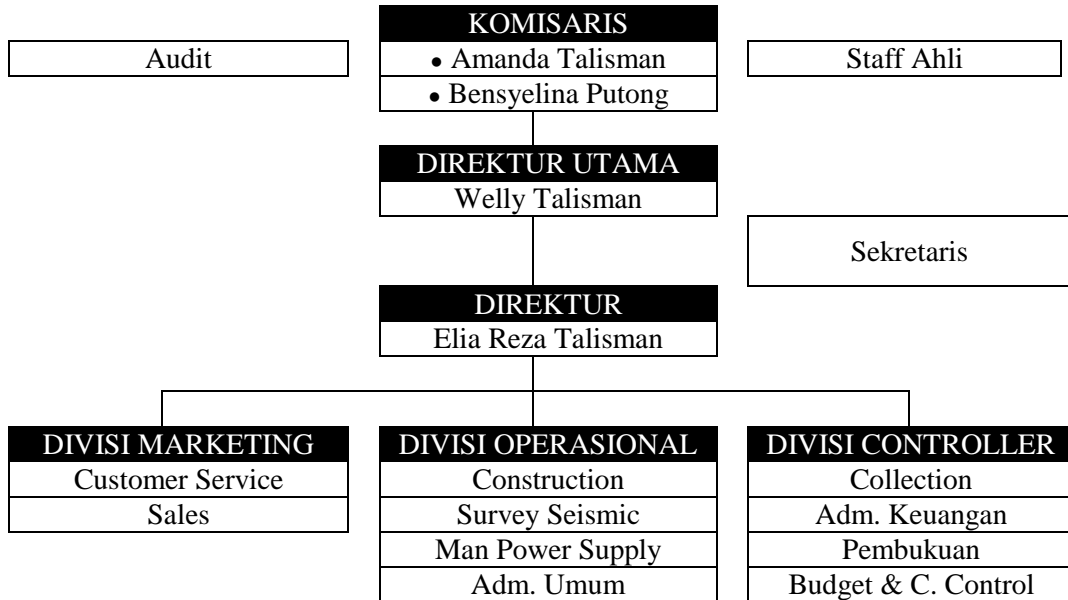 KOMISARIS
Audit
• Amanda Talisman
Staff Ahli
• Bensyelina Putong
DIREKTUR UTAMA
Welly Talisman
Sekretaris
DIREKTUR
Elia Reza Talisman
DIVISI MARKETING
Customer Service
Sales
DIVISI OPERASIONAL
Construction
Survey Seismic
Man Power Supply
Adm. Umum
DIVISI CONTROLLER
Collection
Adm. Keuangan
Pembukuan
Budget & C. Control